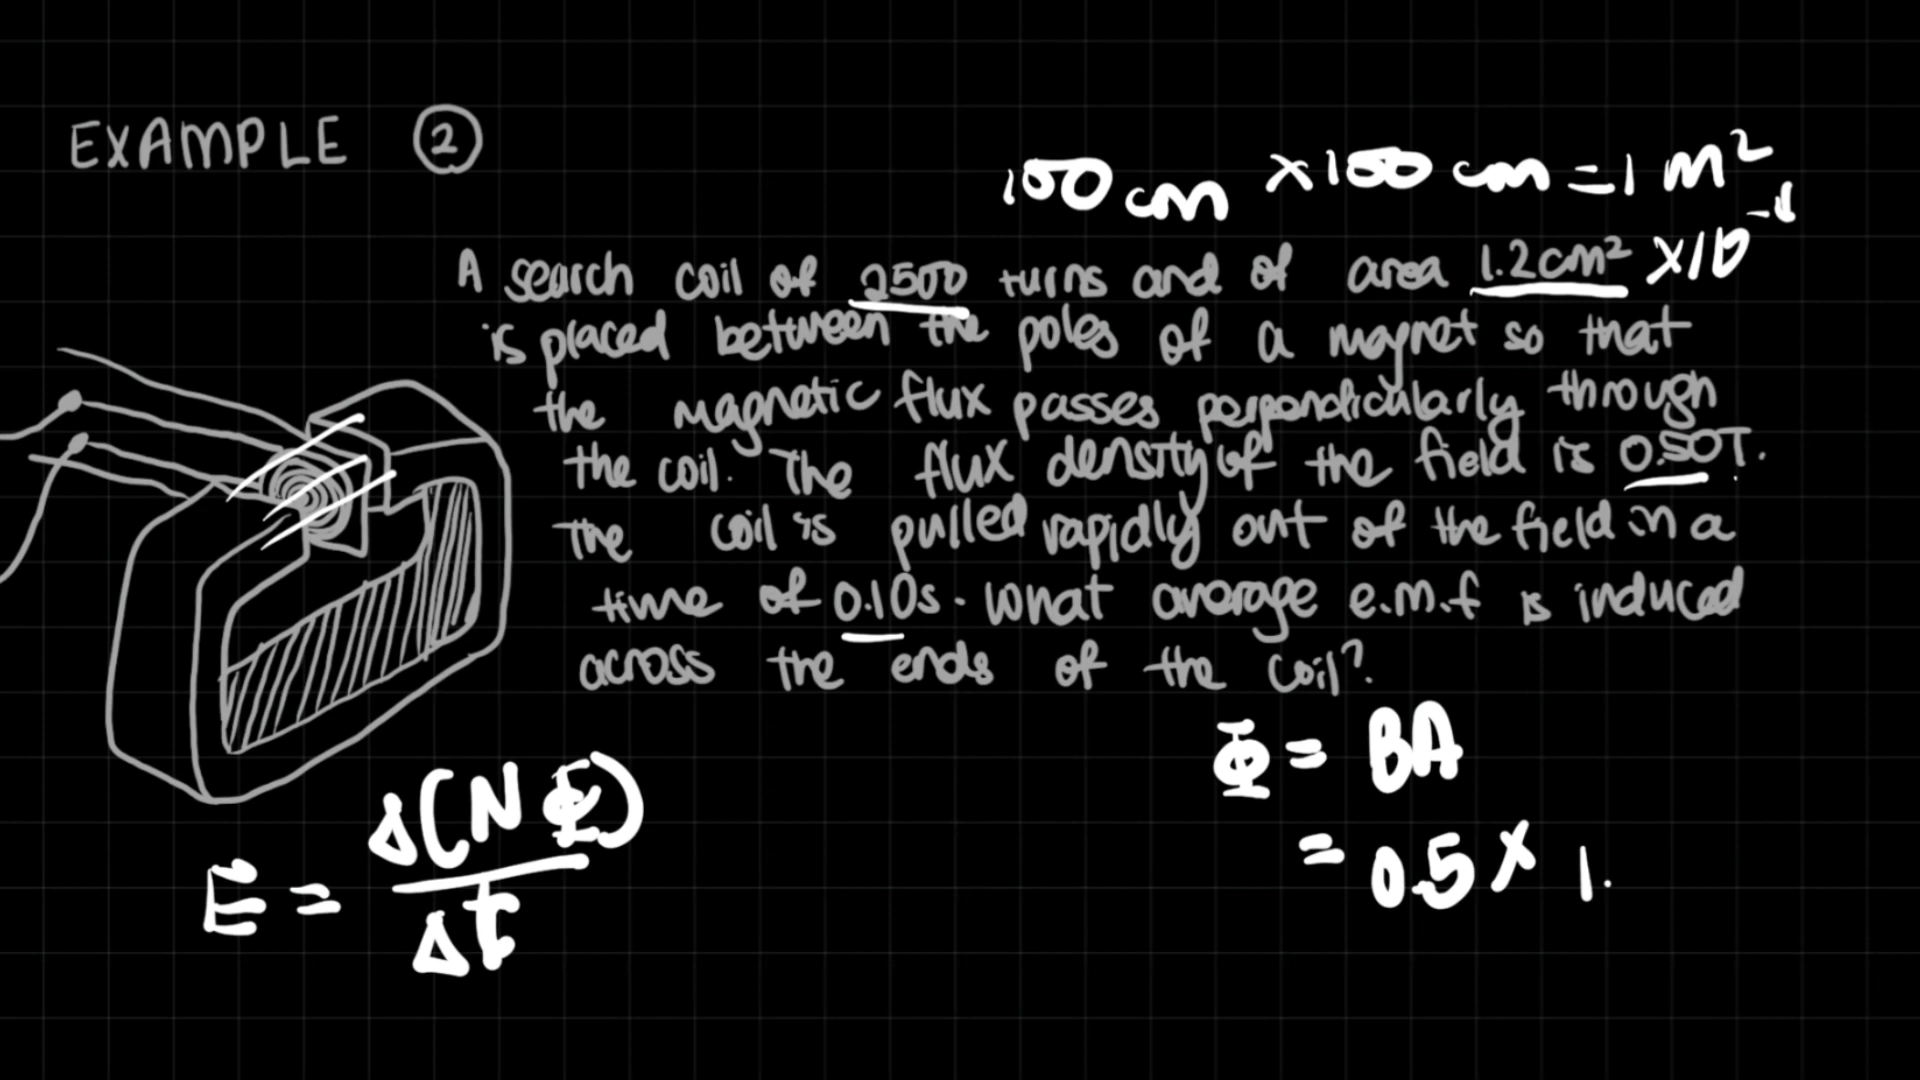 EXAMPLE 2
100 cm × 100 cm = 1 m²
A search coil of 2500 turns and of area 1.2cm² ×10⁻⁴
is placed between the poles of a magnet so that
the magnetic flux passes perpendicularly through
the coil. The flux density of the field is 0.50T.
The coil is pulled rapidly out of the field in a
time of 0.10s. What average e.m.f is induced
across the ends of the coil?
Φ = BA
= 0.5 × 1.
E = Δ(NΦ)/Δt